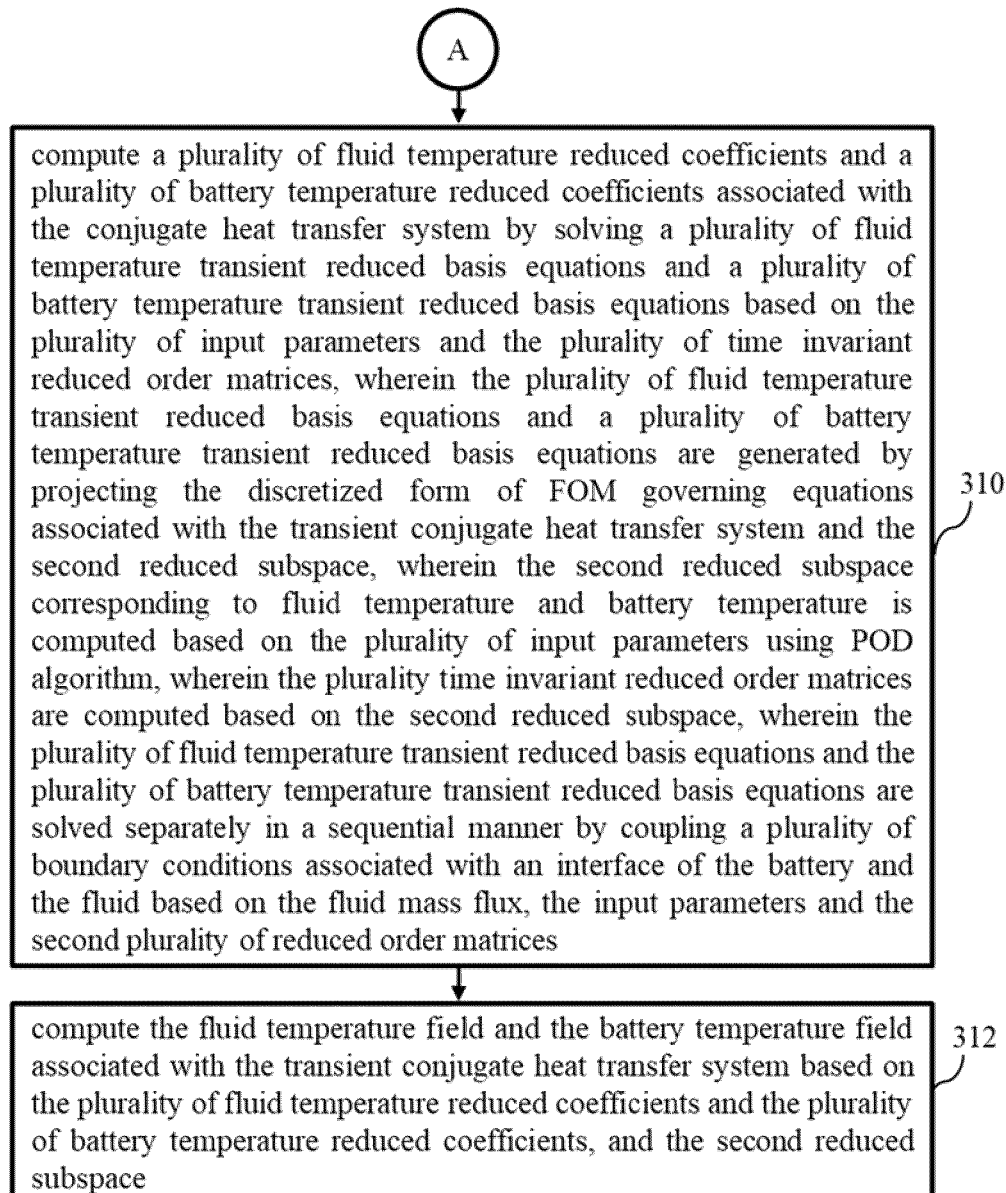 A
compute a plurality of fluid temperature reduced coefficients and a
plurality of battery temperature reduced coefficients associated with
the conjugate heat transfer system by solving a plurality of fluid
temperature transient reduced basis equations and a plurality of
battery temperature transient reduced basis equations based on the
plurality of input parameters and the plurality of time invariant
reduced order matrices, wherein the plurality of fluid temperature
transient reduced basis equations and a plurality of battery
temperature transient reduced basis equations are generated by
projecting the discretized form of FOM governing equations
associated with the transient conjugate heat transfer system and the
second reduced subspace, wherein the second reduced subspace
corresponding to fluid temperature and battery temperature is
computed based on the plurality of input parameters using POD
algorithm, wherein the plurality time invariant reduced order matrices
are computed based on the second reduced subspace, wherein the
plurality of fluid temperature transient reduced basis equations and the
plurality of battery temperature transient reduced basis equations are
solved separately in a sequential manner by coupling a plurality of
boundary conditions associated with an interface of the battery and
the fluid based on the fluid mass flux, the input parameters and the
second plurality of reduced order matrices
310
compute the fluid temperature field and the battery temperature field
associated with the transient conjugate heat transfer system based on
the plurality of fluid temperature reduced coefficients and the plurality
of battery temperature reduced coefficients, and the second reduced
subspace
312